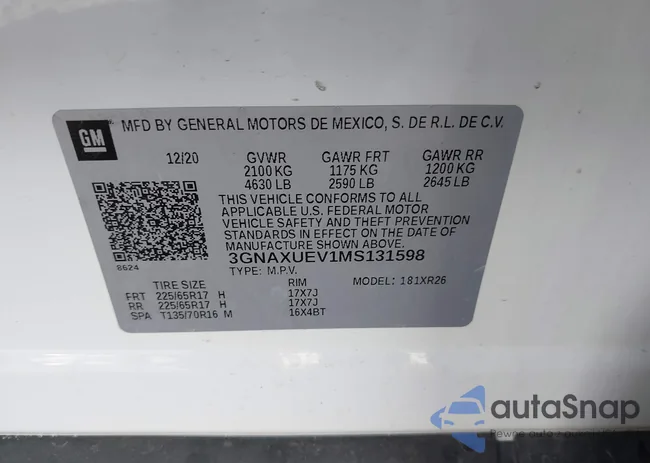 GM
MFD BY GENERAL MOTORS DE MEXICO, S. DE R.L. DE C.V.
12/20 GVWR GAWR FRT GAWR RR
2100 KG 1175 KG 1200 KG
4630 LB 2590 LB 2645 LB
THIS VEHICLE CONFORMS TO ALL
APPLICABLE U.S. FEDERAL MOTOR
VEHICLE SAFETY AND THEFT PREVENTION
STANDARDS IN EFFECT ON THE DATE OF
MANUFACTURE SHOWN ABOVE.
3GNAXUEV1MS131598
8624
TYPE: M.P.V. MODEL: 181XR26
TIRE SIZE RIM
FRT 225/65R17 H 17X7J
RR 225/65R17 H 17X7J
SPA T135/70R16 M 16X4BT
autoSnap
Pewne auto